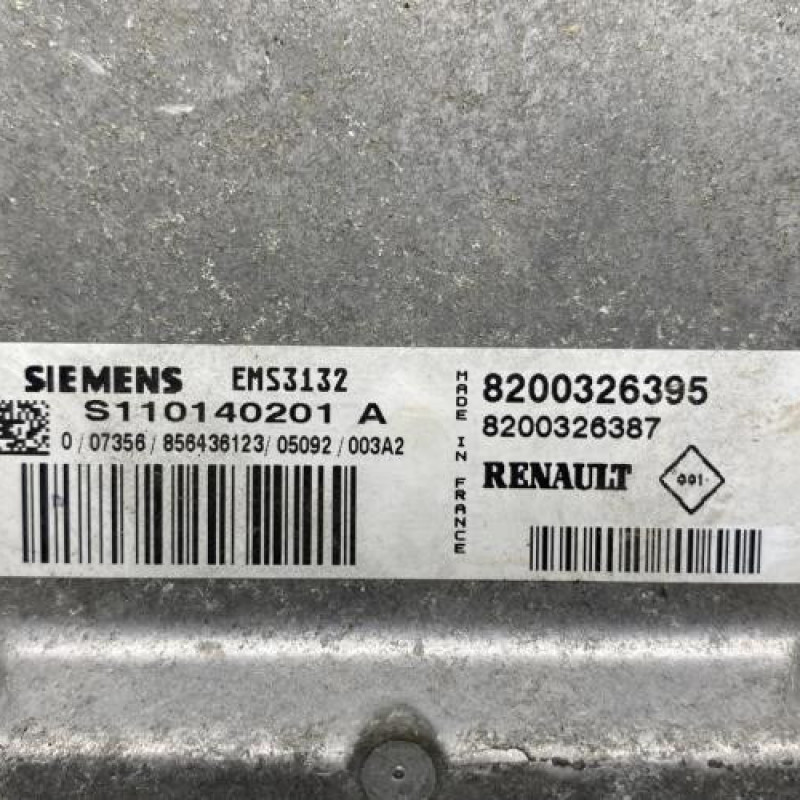 SIEMENS EMS3132
S110140201 A
0 / 07356 / 856436123 / 05092 / 003A2
MADE IN FRANCE
8200326395
8200326387
RENAULT 001